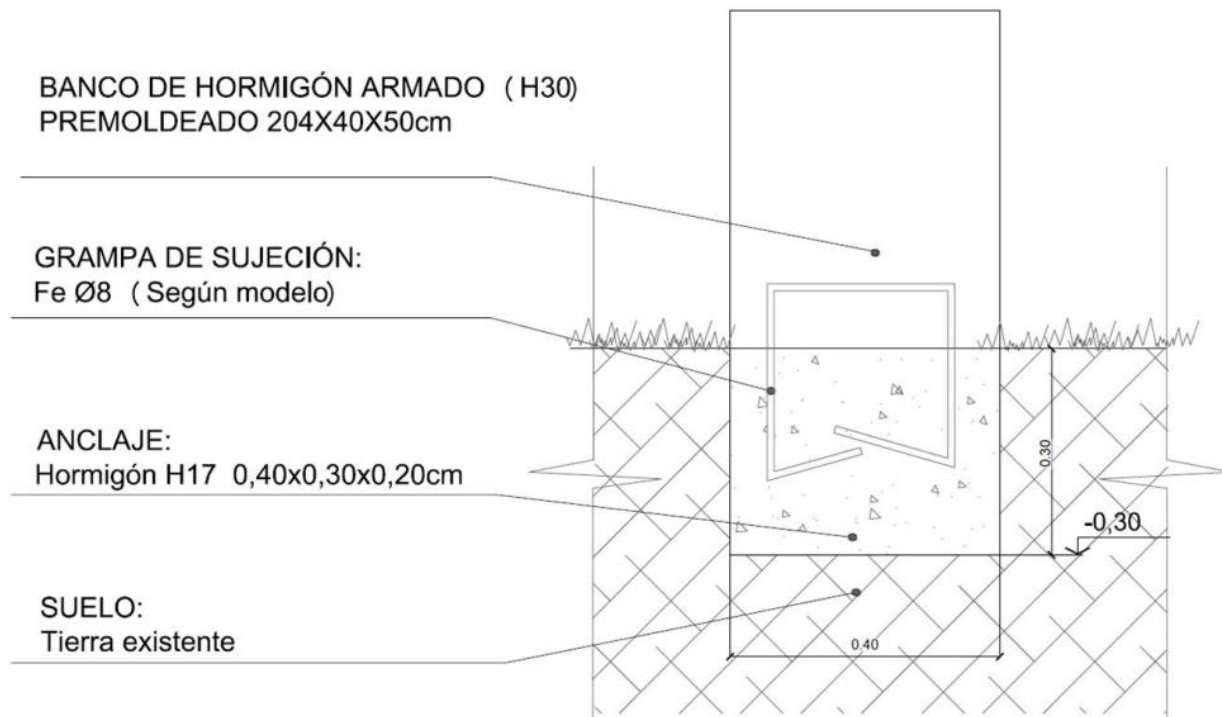 BANCO DE HORMIGÓN ARMADO ( H30)
PREMOLDEADO 204X40X50cm
GRAMPA DE SUJECIÓN:
Fe Ø8 ( Según modelo)
ANCLAJE:
Hormigón H17 0,40x0,30x0,20cm
SUELO:
Tierra existente
0.30
-0,30
0.40